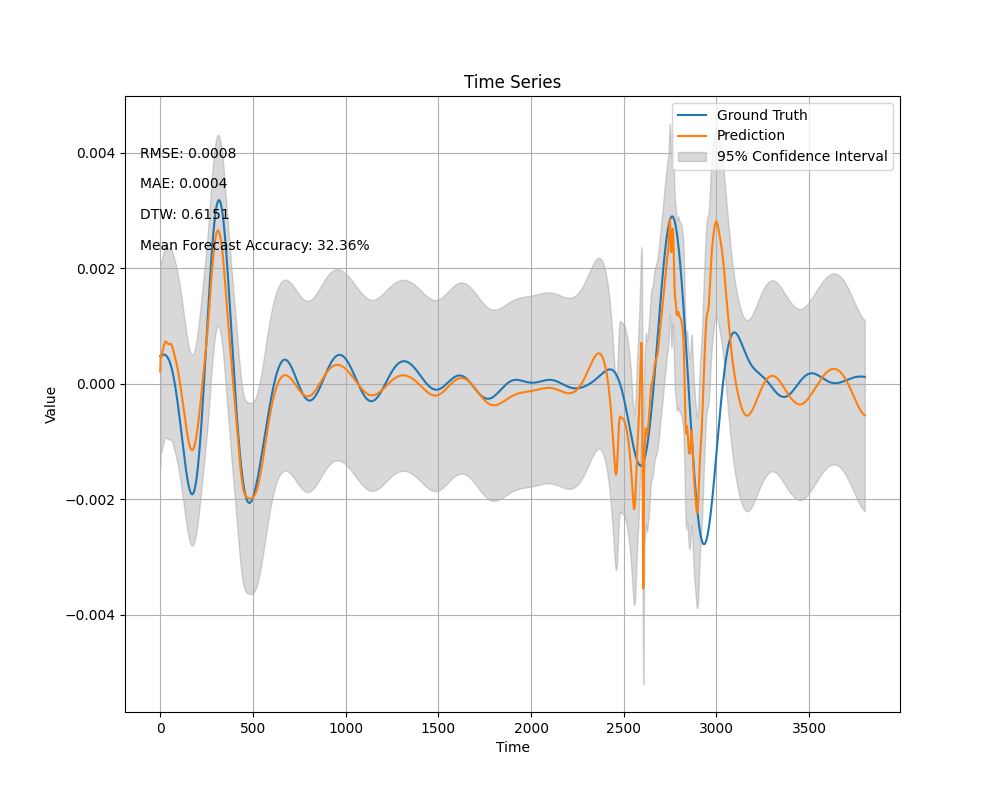 Time Series
Ground Truth
Prediction
95% Confidence Interval
RMSE: 0.0008
MAE: 0.0004
DTW: 0.6151
Mean Forecast Accuracy: 32.36%
0.004
0.002
0.000
−0.002
−0.004
Value
0 500 1000 1500 2000 2500 3000 3500
Time